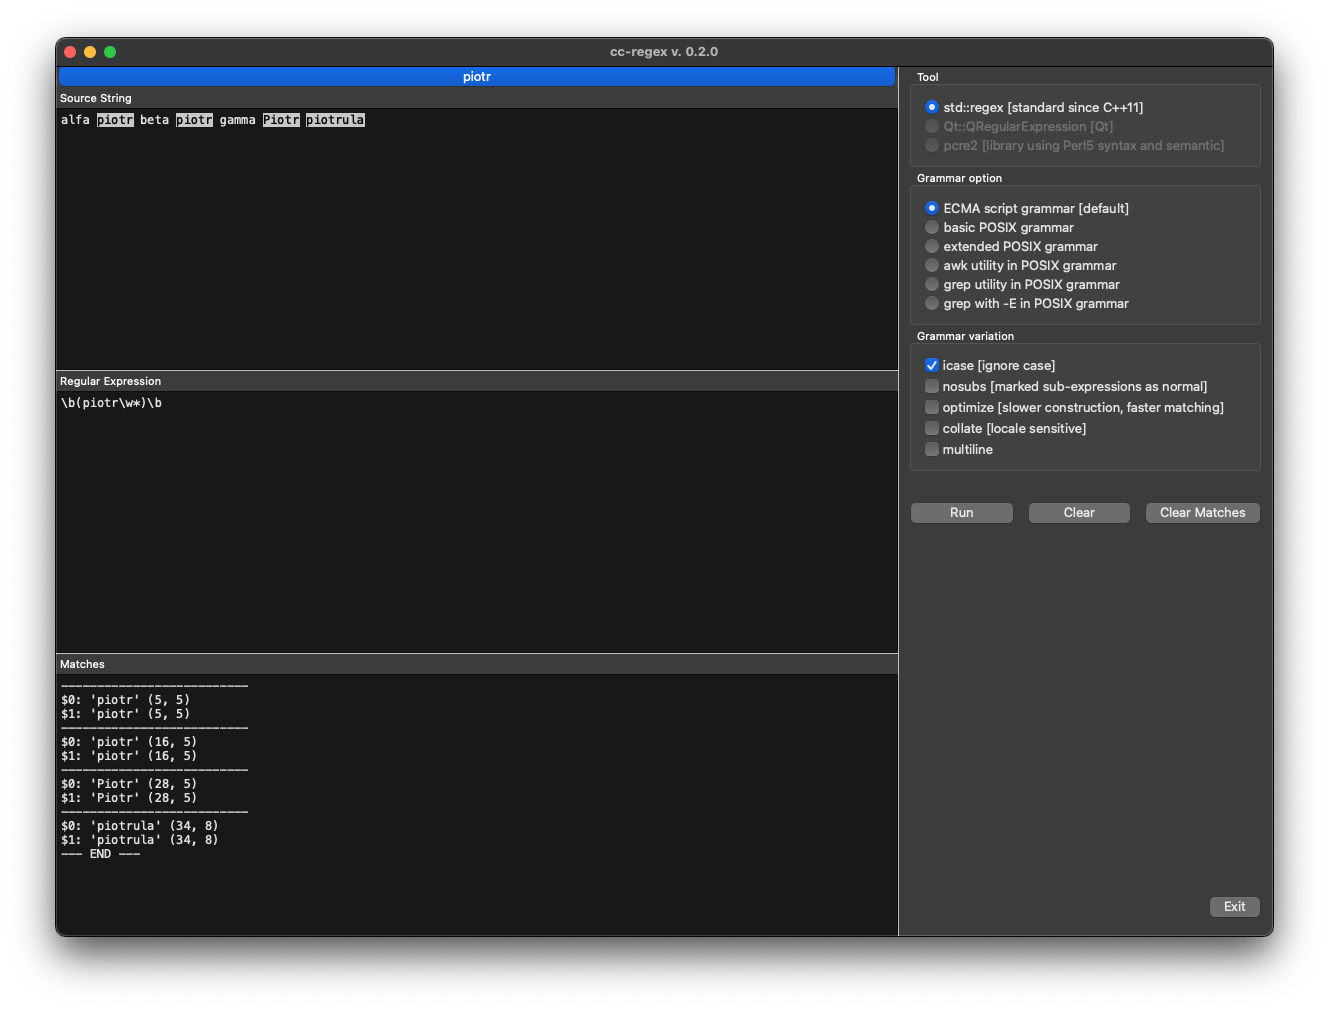 cc-regex v. 0.2.0
piotr
Source String
alfa piotr beta piotr gamma Piotr piotrula
Regular Expression
\b(piotr\w*)\b
Matches
--------------------------
$0: 'piotr' (5, 5)
$1: 'piotr' (5, 5)
--------------------------
$0: 'piotr' (16, 5)
$1: 'piotr' (16, 5)
--------------------------
$0: 'Piotr' (28, 5)
$1: 'Piotr' (28, 5)
--------------------------
$0: 'piotrula' (34, 8)
$1: 'piotrula' (34, 8)
--- END ---
Tool
std::regex [standard since C++11]
Qt::QRegularExpression [Qt]
pcre2 [library using Perl5 syntax and semantic]
Grammar option
ECMA script grammar [default]
basic POSIX grammar
extended POSIX grammar
awk utility in POSIX grammar
grep utility in POSIX grammar
grep with -E in POSIX grammar
Grammar variation
icase [ignore case]
nosubs [marked sub-expressions as normal]
optimize [slower construction, faster matching]
collate [locale sensitive]
multiline
Run
Clear
Clear Matches
Exit